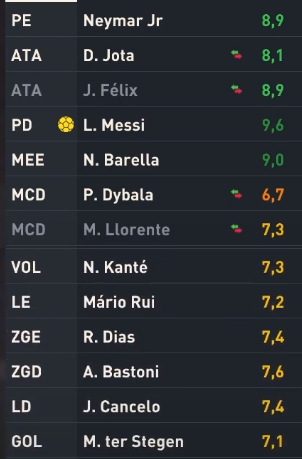 PE Neymar Jr 8,9
ATA D. Jota 8,1
ATA J. Félix 8,9
PD L. Messi 9,6
MEE N. Barella 9,0
MCD P. Dybala 6,7
MCD M. Llorente 7,3
VOL N. Kanté 7,3
LE Mário Rui 7,2
ZGE R. Dias 7,4
ZGD A. Bastoni 7,6
LD J. Cancelo 7,4
GOL M. ter Stegen 7,1